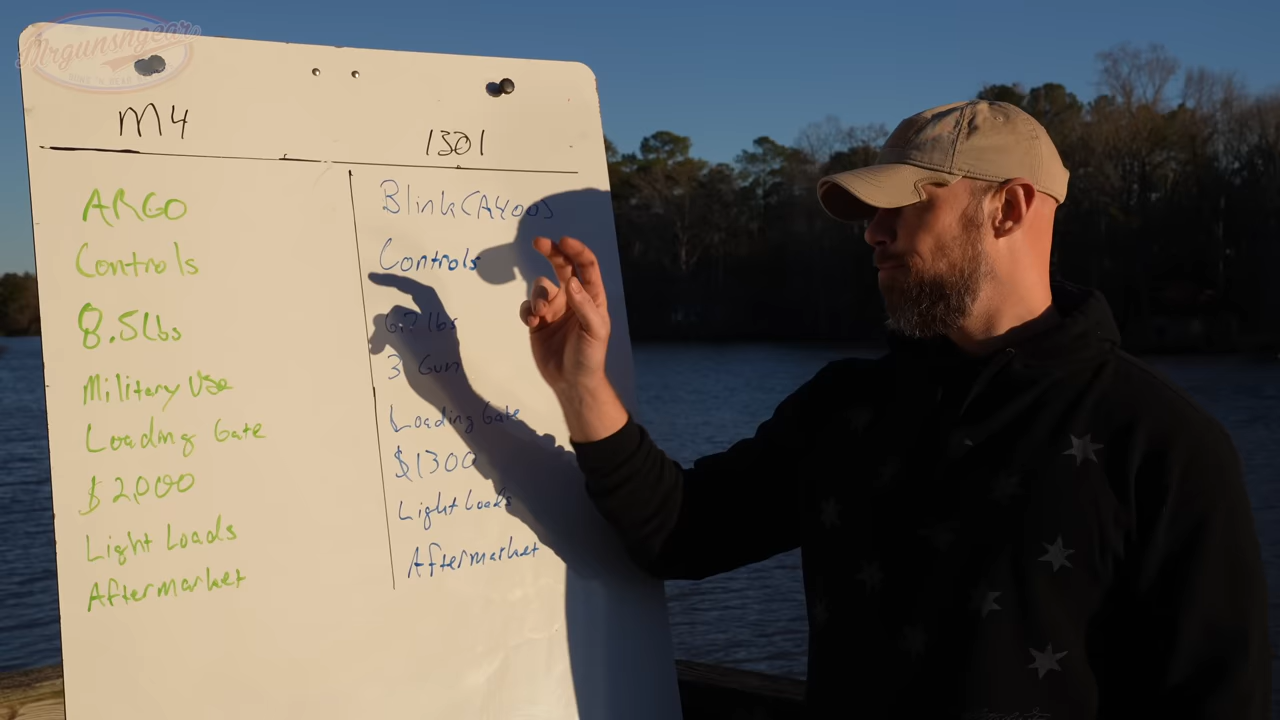 Mrgunsngear
M4
1301
ARGO
Controls
8.5lbs
Military Use
Loading Gate
$2,000
Light Loads
Aftermarket
Blink (A400)
Controls
lbs
3 Gun
Loading Gate
$1300
Light Loads
Aftermarket